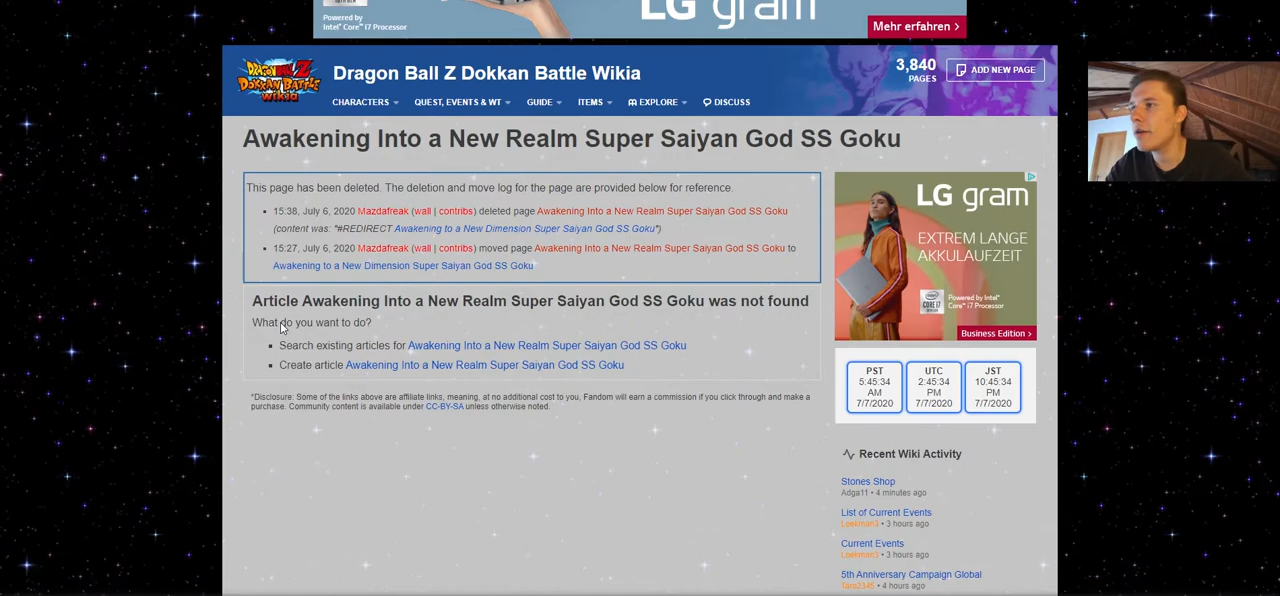 Powered by
Intel® Core™ i7 Processor
LG gram
Mehr erfahren >
DRAGONBALL Z
DOKKAN BATTLE
WIKIA
Dragon Ball Z Dokkan Battle Wikia
3,840
PAGES
ADD NEW PAGE
CHARACTERS
QUEST, EVENTS & WT
GUIDE
ITEMS
EXPLORE
DISCUSS
Awakening Into a New Realm Super Saiyan God SS Goku
This page has been deleted. The deletion and move log for the page are provided below for reference.
15:38, July 6, 2020 Mazdafreak (wall | contribs) deleted page Awakening Into a New Realm Super Saiyan God SS Goku
(content was: "#REDIRECT Awakening to a New Dimension Super Saiyan God SS Goku")
15:27, July 6, 2020 Mazdafreak (wall | contribs) moved page Awakening Into a New Realm Super Saiyan God SS Goku to
Awakening to a New Dimension Super Saiyan God SS Goku
Article Awakening Into a New Realm Super Saiyan God SS Goku was not found
What do you want to do?
Search existing articles for Awakening Into a New Realm Super Saiyan God SS Goku
Create article Awakening Into a New Realm Super Saiyan God SS Goku
*Disclosure: Some of the links above are affiliate links, meaning, at no additional cost to you, Fandom will earn a commission if you click through and make a
purchase. Community content is available under CC-BY-SA unless otherwise noted.
LG gram
EXTREM LANGE
AKKULAUFZEIT
Powered by Intel®
Core™ i7 Processor
Business Edition >
PST
5:45:34
AM
7/7/2020
UTC
2:45:34
PM
7/7/2020
JST
10:45:34
PM
7/7/2020
Recent Wiki Activity
Stones Shop
Adga11 • 4 minutes ago
List of Current Events
Loekman3 • 3 hours ago
Current Events
Loekman3 • 3 hours ago
5th Anniversary Campaign Global
Taro2345 • 4 hours ago